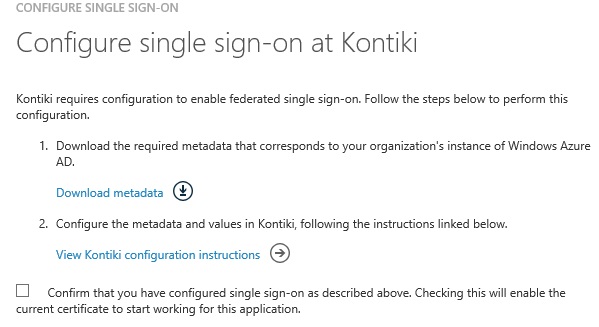 CONFIGURE SINGLE SIGN-ON
Configure single sign-on at Kontiki
Kontiki requires configuration to enable federated single sign-on. Follow the steps below to perform this
configuration.
1. Download the required metadata that corresponds to your organization's instance of Windows Azure
AD.
Download metadata
2. Configure the metadata and values in Kontiki, following the instructions linked below.
View Kontiki configuration instructions
Confirm that you have configured single sign-on as described above. Checking this will enable the
current certificate to start working for this application.